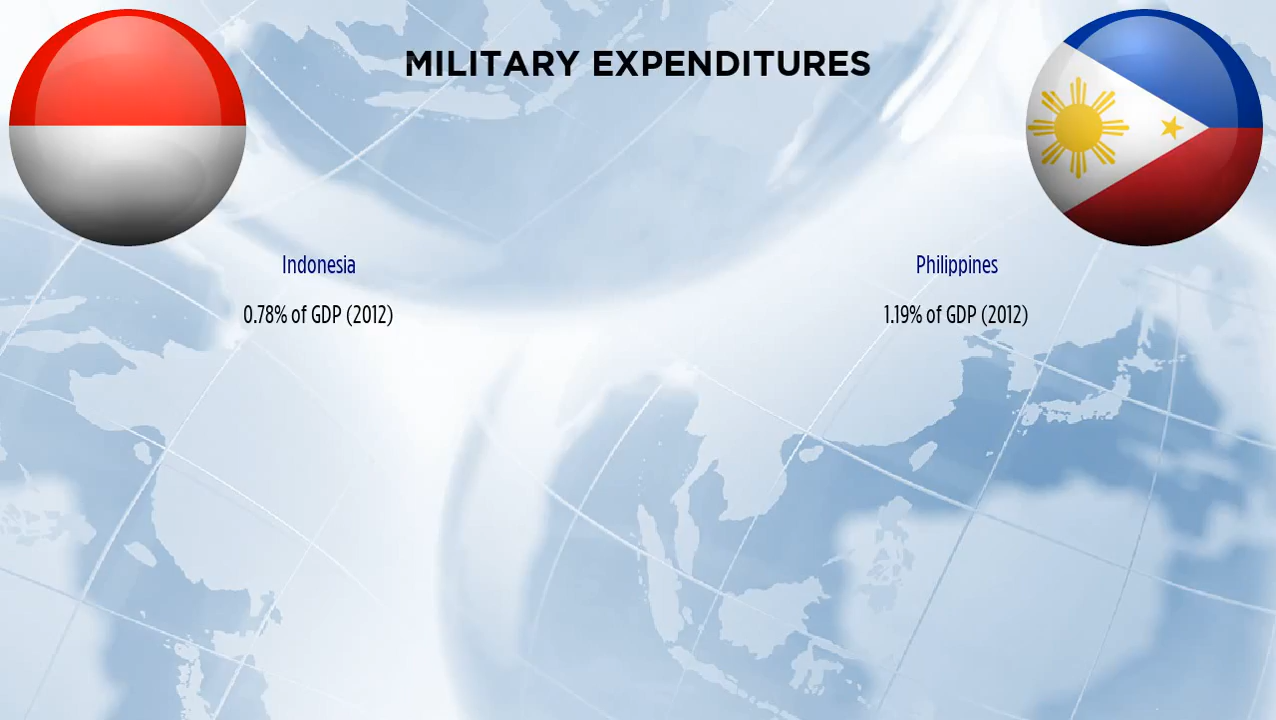 MILITARY EXPENDITURES
Indonesia
0.78% of GDP (2012)
Philippines
1.19% of GDP (2012)